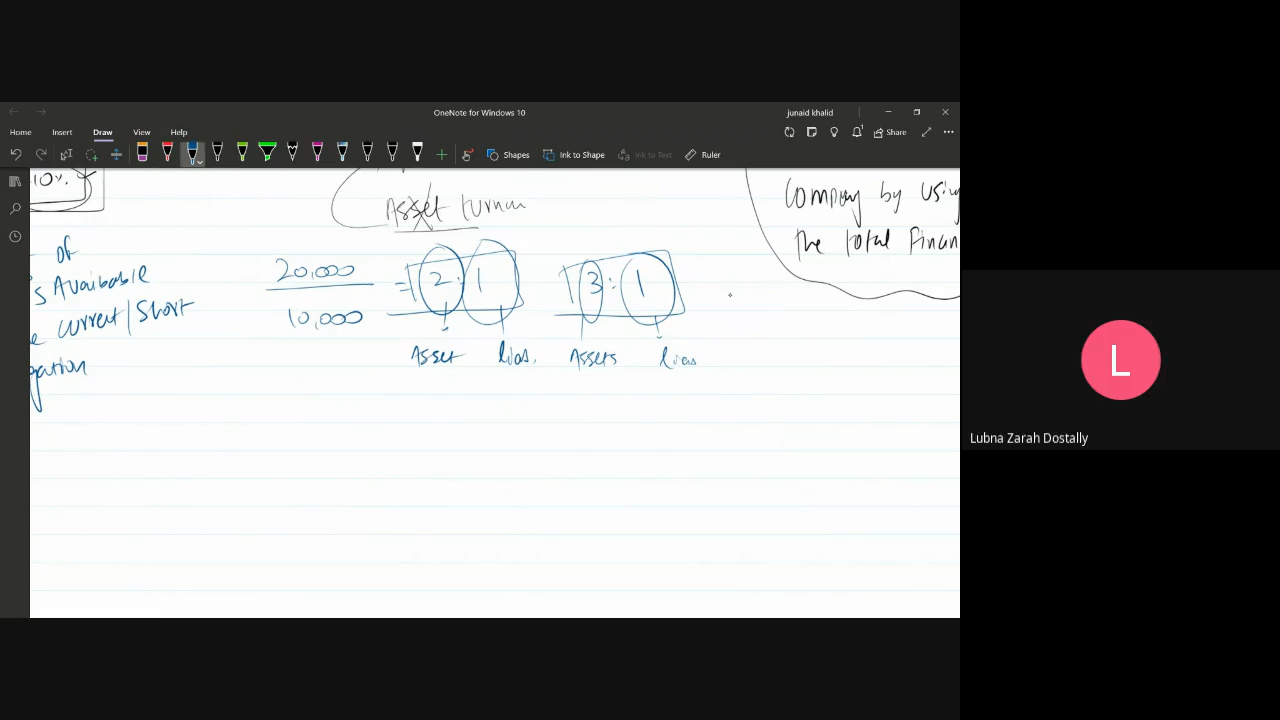 OneNote for Windows 10
junaid khalid
Home Insert Draw View Help
Share
Shapes Ink to Shape Ink to Text Ruler
10%.
Asset turn
Company by using
the total Finan
of
s Available
e current/Short
gation
20,000
10,000
= 2 : 1
3 : 1
Asset lias. Assets lias
L
Lubna Zarah Dostally